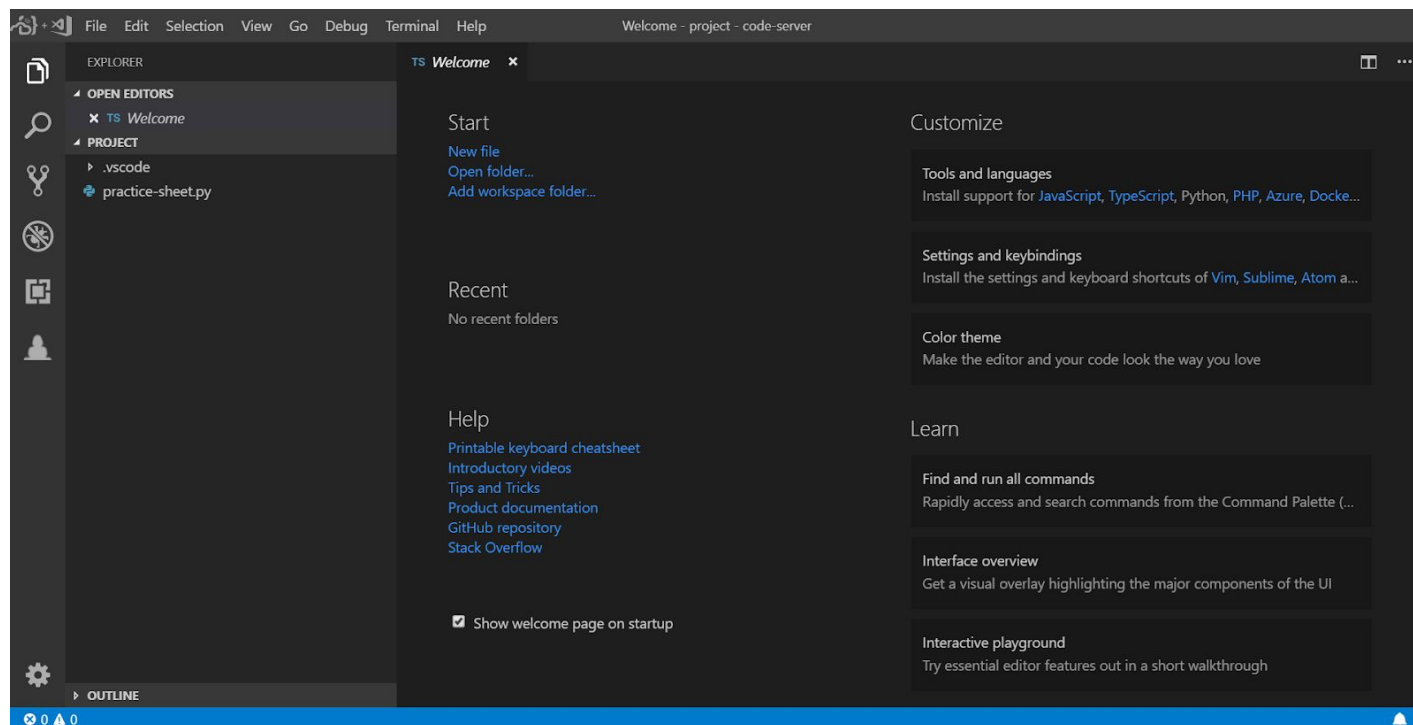 File Edit Selection View Go Debug Terminal Help Welcome - project - code-server
EXPLORER
OPEN EDITORS
TS Welcome
PROJECT
.vscode
practice-sheet.py
OUTLINE
TS Welcome
Start
New file
Open folder...
Add workspace folder...
Recent
No recent folders
Help
Printable keyboard cheatsheet
Introductory videos
Tips and Tricks
Product documentation
GitHub repository
Stack Overflow
Show welcome page on startup
Customize
Tools and languages
Install support for JavaScript, TypeScript, Python, PHP, Azure, Docke...
Settings and keybindings
Install the settings and keyboard shortcuts of Vim, Sublime, Atom a...
Color theme
Make the editor and your code look the way you love
Learn
Find and run all commands
Rapidly access and search commands from the Command Palette (...
Interface overview
Get a visual overlay highlighting the major components of the UI
Interactive playground
Try essential editor features out in a short walkthrough
0 0